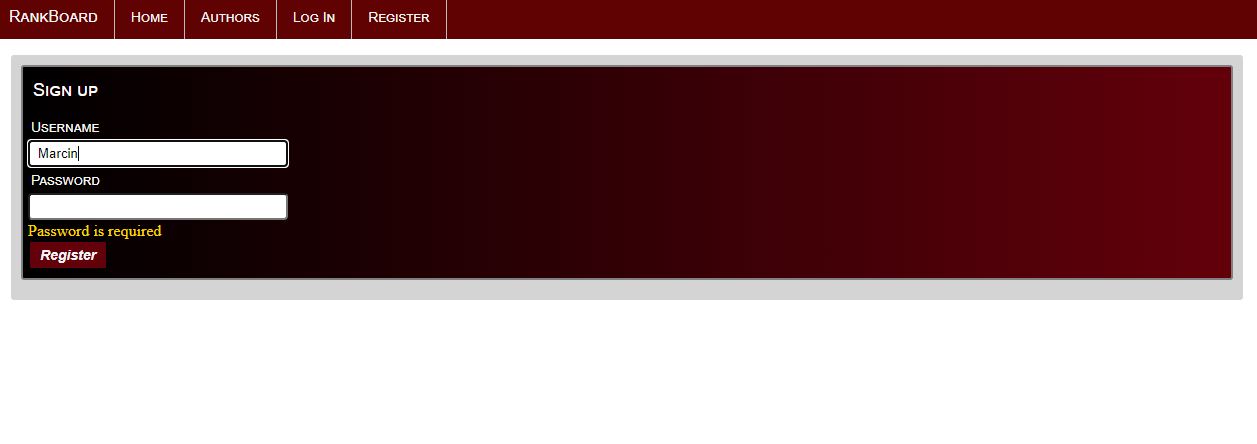 RankBoard Home Authors Log In Register
Sign up
Username
Marcin
Password
Password is required
Register